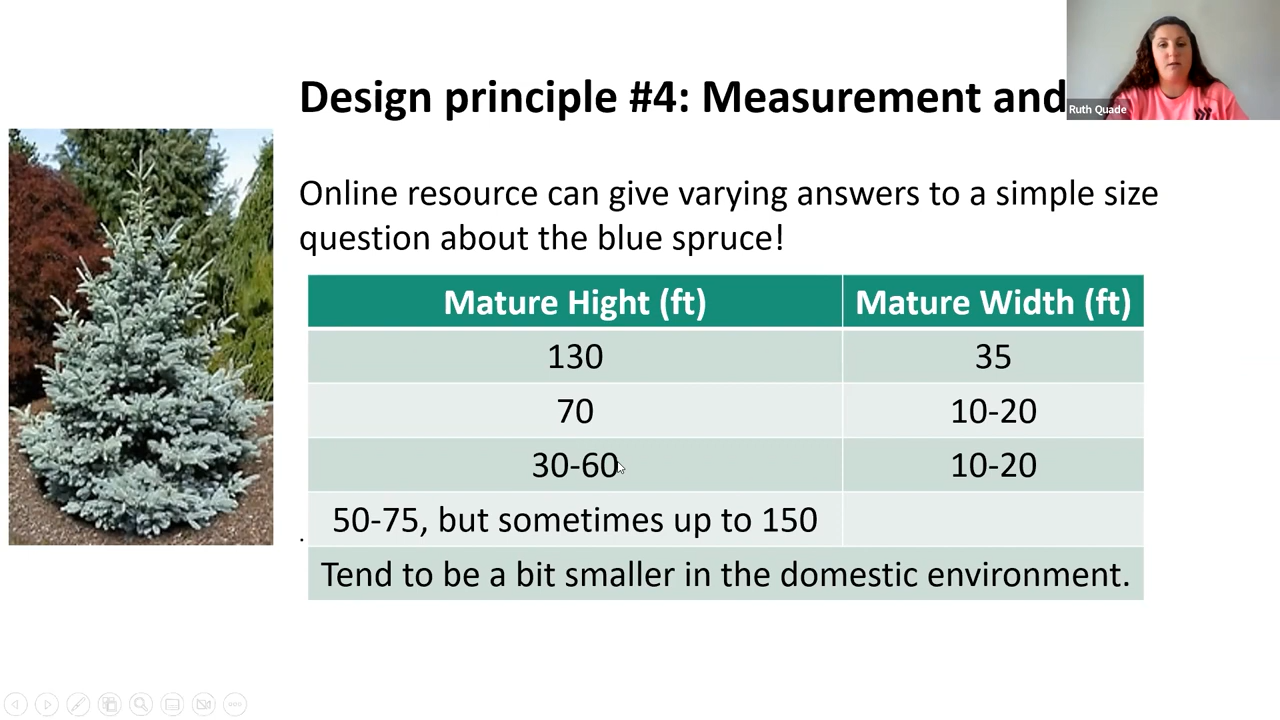 Design principle #4: Measurement and
Ruth Quade
Online resource can give varying answers to a simple size
question about the blue spruce!
Mature Hight (ft) Mature Width (ft)
130 35
70 10-20
30-60 10-20
50-75, but sometimes up to 150
.
Tend to be a bit smaller in the domestic environment.